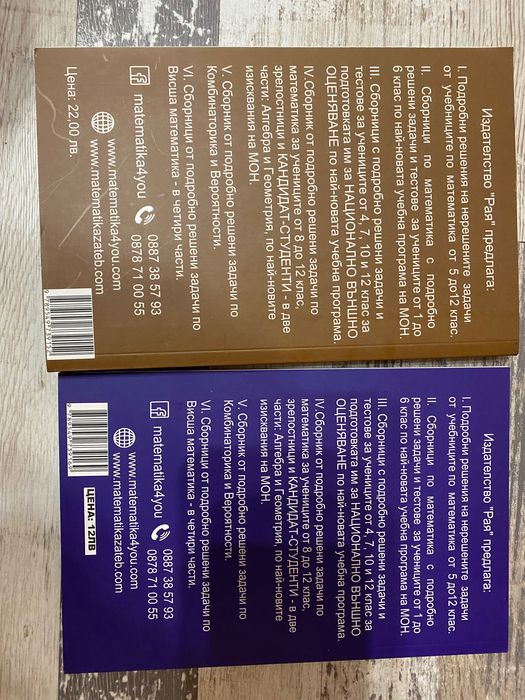 Издателство "Рая" предлага:
I. Подробни решения на нерешените задачи
от учебниците по математика от 5 до12 клас.
II. Сборници по математика с подробно
решени задачи и тестове за учениците от 1 до
6 клас по най-новата учебна програма на МОН.
III. Сборници с подробно решени задачи и
тестове за учениците от 4, 7, 10 и 12 клас за
подготовката им за НАЦИОНАЛНО ВЪНШНО
ОЦЕНЯВАНЕ по най-новата учебна програма.
IV.Сборник от подробно решени задачи по
математика за учениците от 8 до 12 клас,
зрелостници и КАНДИДАТ-СТУДЕНТИ - в две
части: Алгебра и Геометрия, по най-новите
изисквания на МОН.
V. Сборник от подробно решени задачи по
Комбинаторика и Вероятности.
VI. Сборници от подробно решени задачи по
Висша математика - в четири части.
matematika4you
0887 38 57 93
0878 71 00 55
www.matematika4you.com
www.matematikazateb.com
Цена: 22,00 лв.
Издателство "Рая" предлага:
I. Подробни решения на нерешените задачи
от учебниците по математика от 5 до12 клас.
II. Сборници по математика с подробно
решени задачи и тестове за учениците от 1 до
6 клас по най-новата учебна програма на МОН.
III. Сборници с подробно решени задачи и
тестове за учениците от 4, 7, 10 и 12 клас за
подготовката им за НАЦИОНАЛНО ВЪНШНО
ОЦЕНЯВАНЕ по най-новата учебна програма.
IV.Сборник от подробно решени задачи по
математика за учениците от 8 до 12 клас,
зрелостници и КАНДИДАТ-СТУДЕНТИ - в две
части: Алгебра и Геометрия, по най-новите
изисквания на МОН.
V. Сборник от подробно решени задачи по
Комбинаторика и Вероятности.
VI. Сборници от подробно решени задачи по
Висша математика - в четири части.
matematika4you
0887 38 57 93
0878 71 00 55
www.matematika4you.com
www.matematikazateb.com
ЦЕНА: 12ЛВ